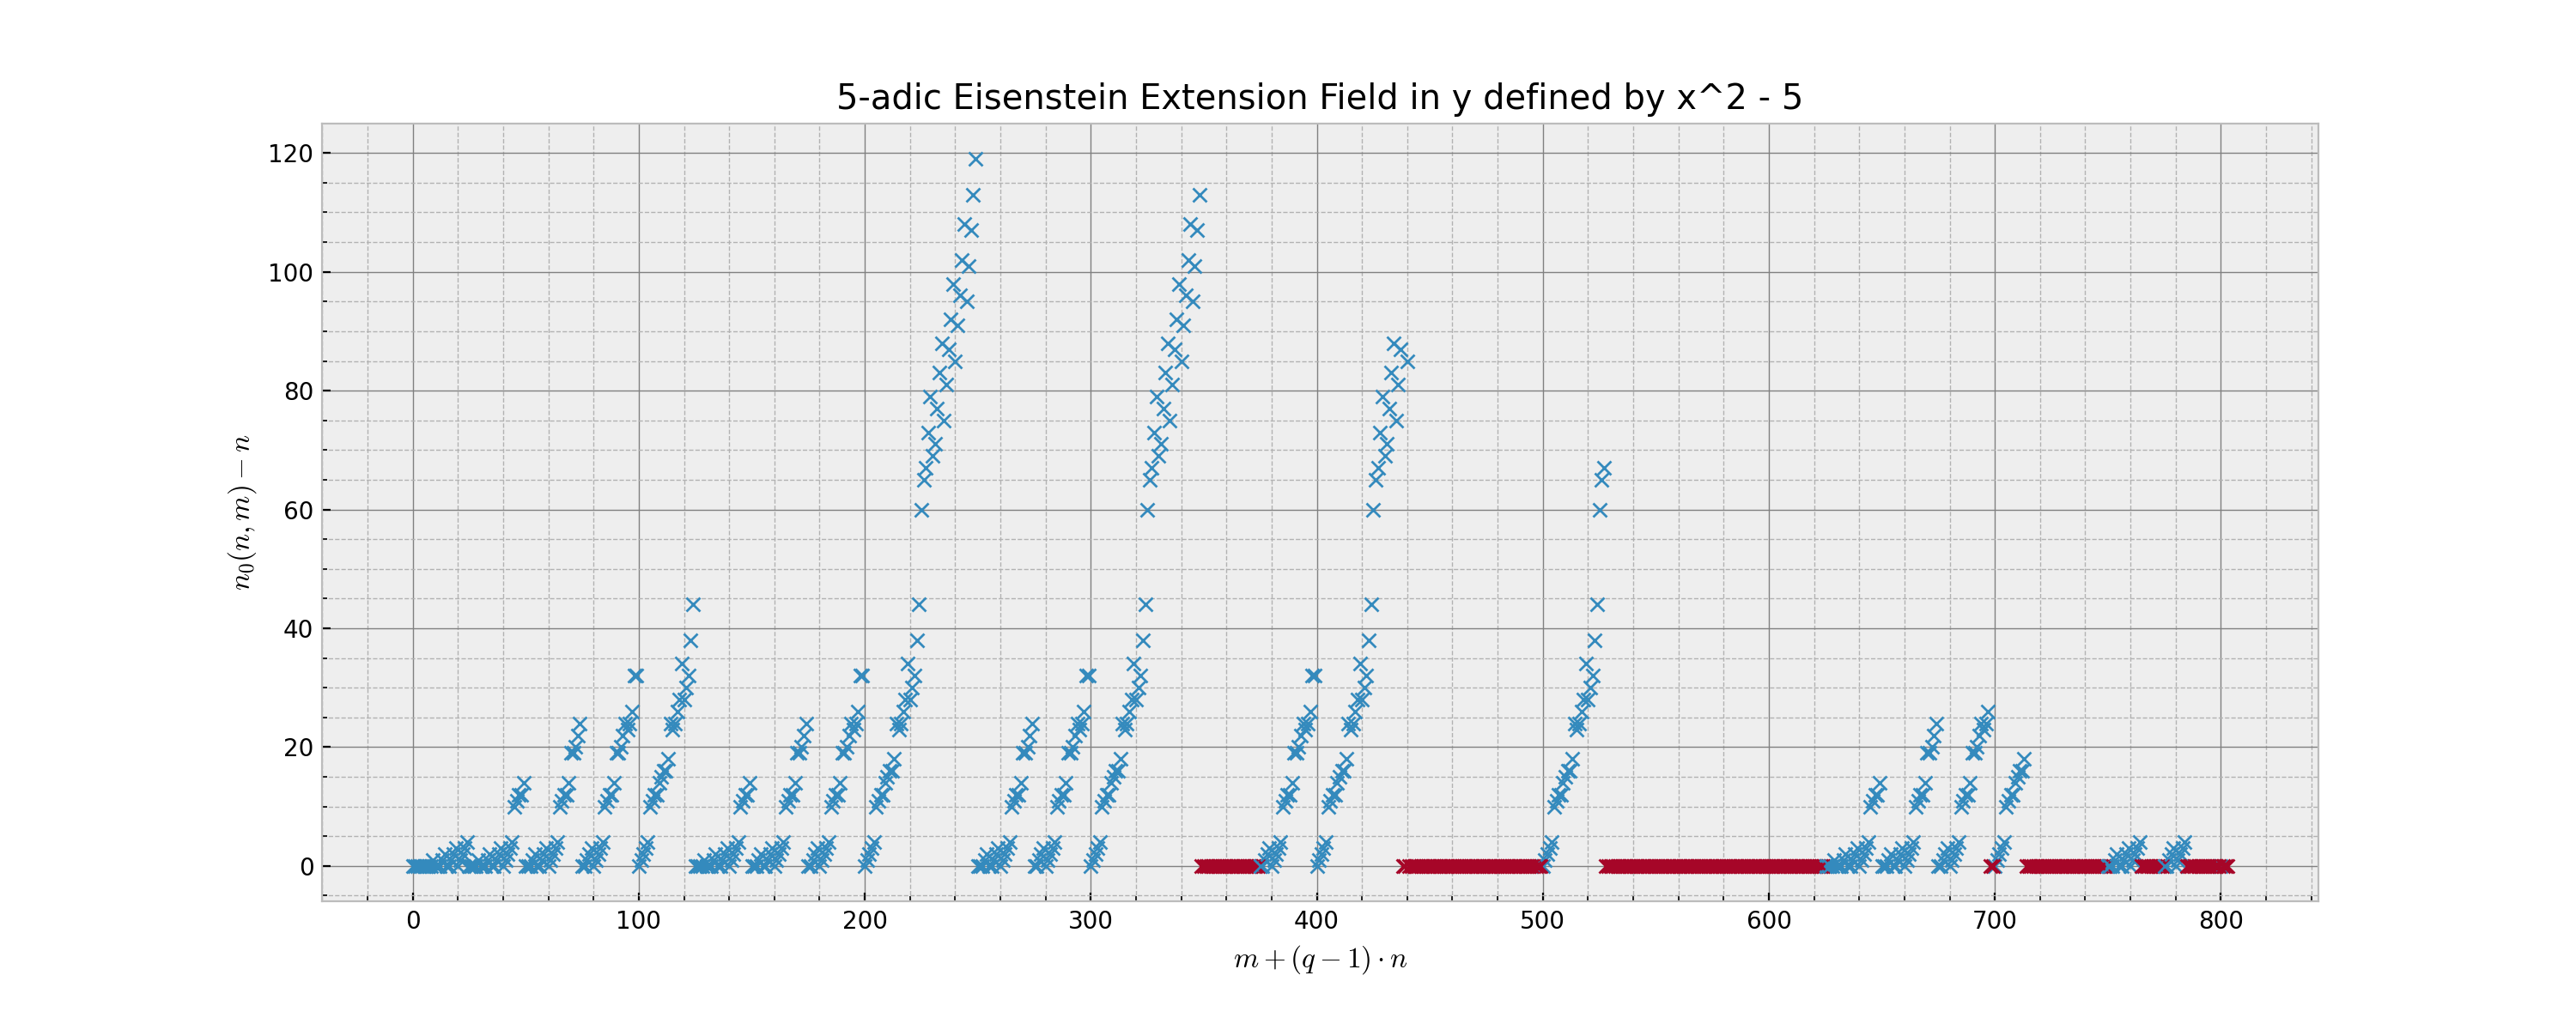 5-adic Eisenstein Extension Field in y defined by x^2 - 5
120
100
80
60
40
20
0
n₀(n, m) − n
0 100 200 300 400 500 600 700 800
m + (q − 1) · n